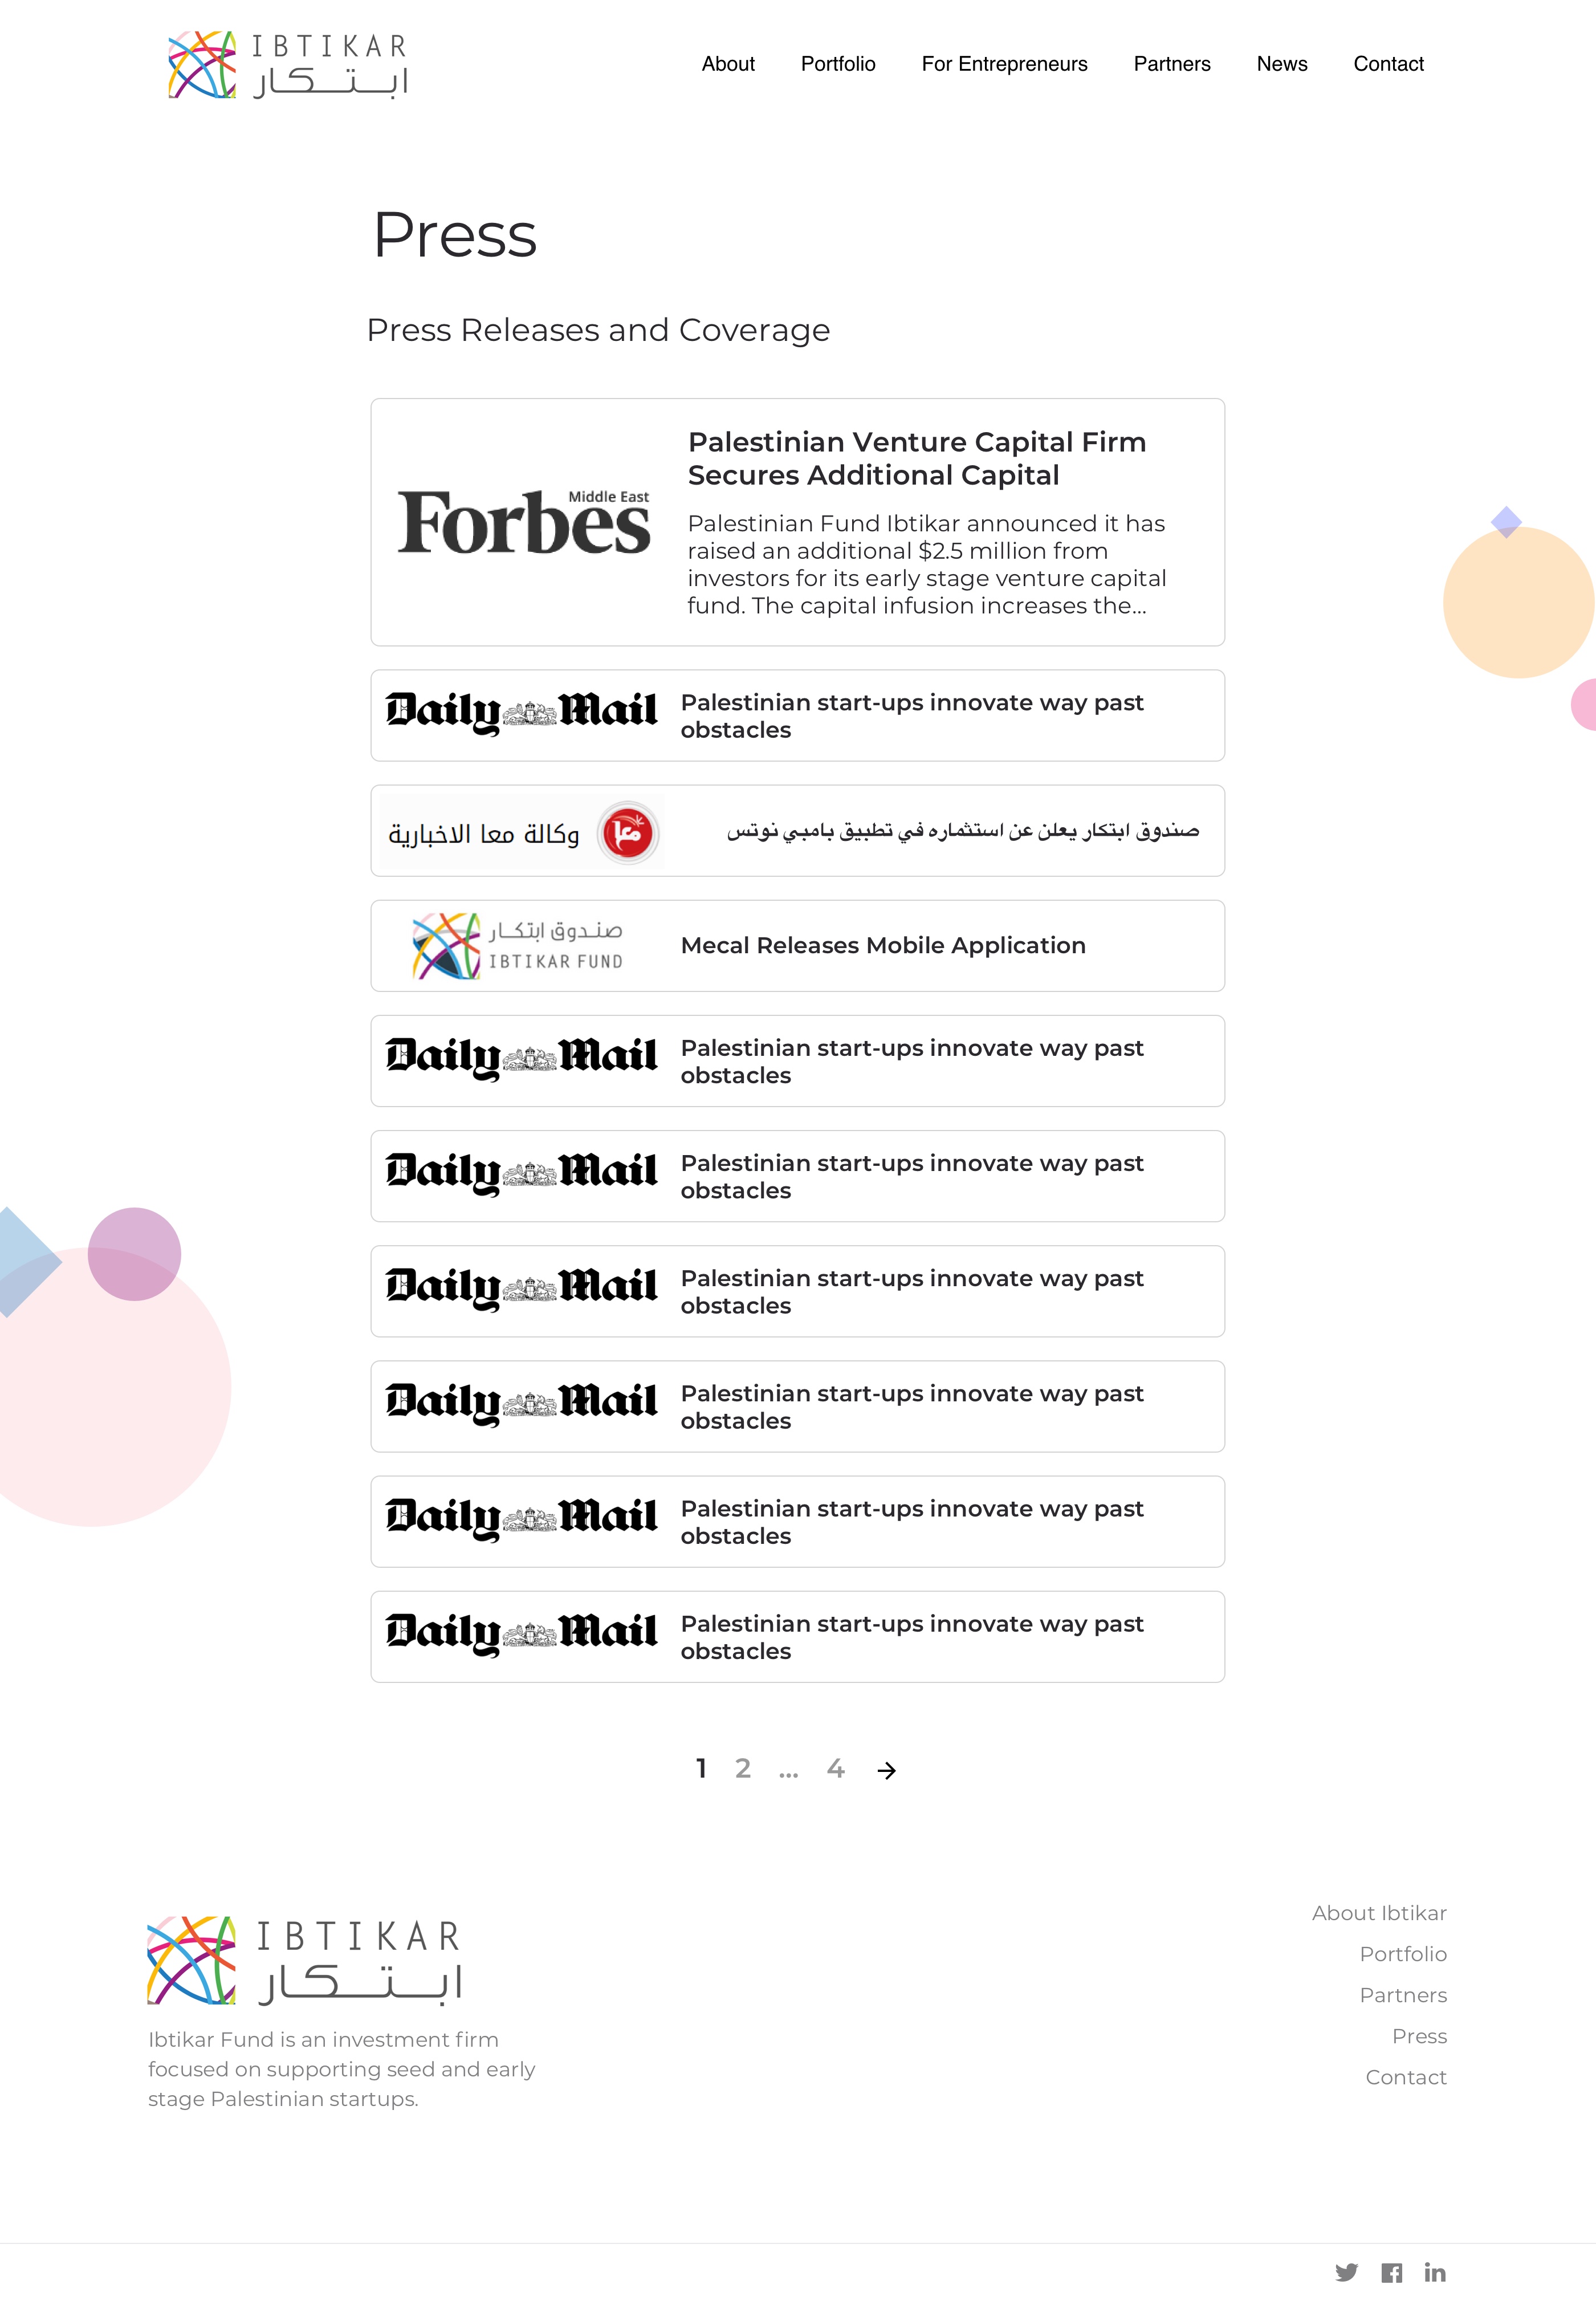 IBTIKAR
ابتكار
About Portfolio For Entrepreneurs Partners News Contact
Press
Press Releases and Coverage
Forbes
Middle East
Palestinian Venture Capital Firm
Secures Additional Capital
Palestinian Fund Ibtikar announced it has
raised an additional $2.5 million from
investors for its early stage venture capital
fund. The capital infusion increases the...
Daily Mail
Palestinian start-ups innovate way past
obstacles
وكالة معا الاخبارية
معا
صندوق ابتكار يعلن عن استثماره في تطبيق بامبي نوتس
صندوق ابتكار
IBTIKAR FUND
Mecal Releases Mobile Application
Daily Mail
Palestinian start-ups innovate way past
obstacles
Daily Mail
Palestinian start-ups innovate way past
obstacles
Daily Mail
Palestinian start-ups innovate way past
obstacles
Daily Mail
Palestinian start-ups innovate way past
obstacles
Daily Mail
Palestinian start-ups innovate way past
obstacles
Daily Mail
Palestinian start-ups innovate way past
obstacles
1 2 ... 4 →
IBTIKAR
ابتكار
Ibtikar Fund is an investment firm
focused on supporting seed and early
stage Palestinian startups.
About Ibtikar
Portfolio
Partners
Press
Contact